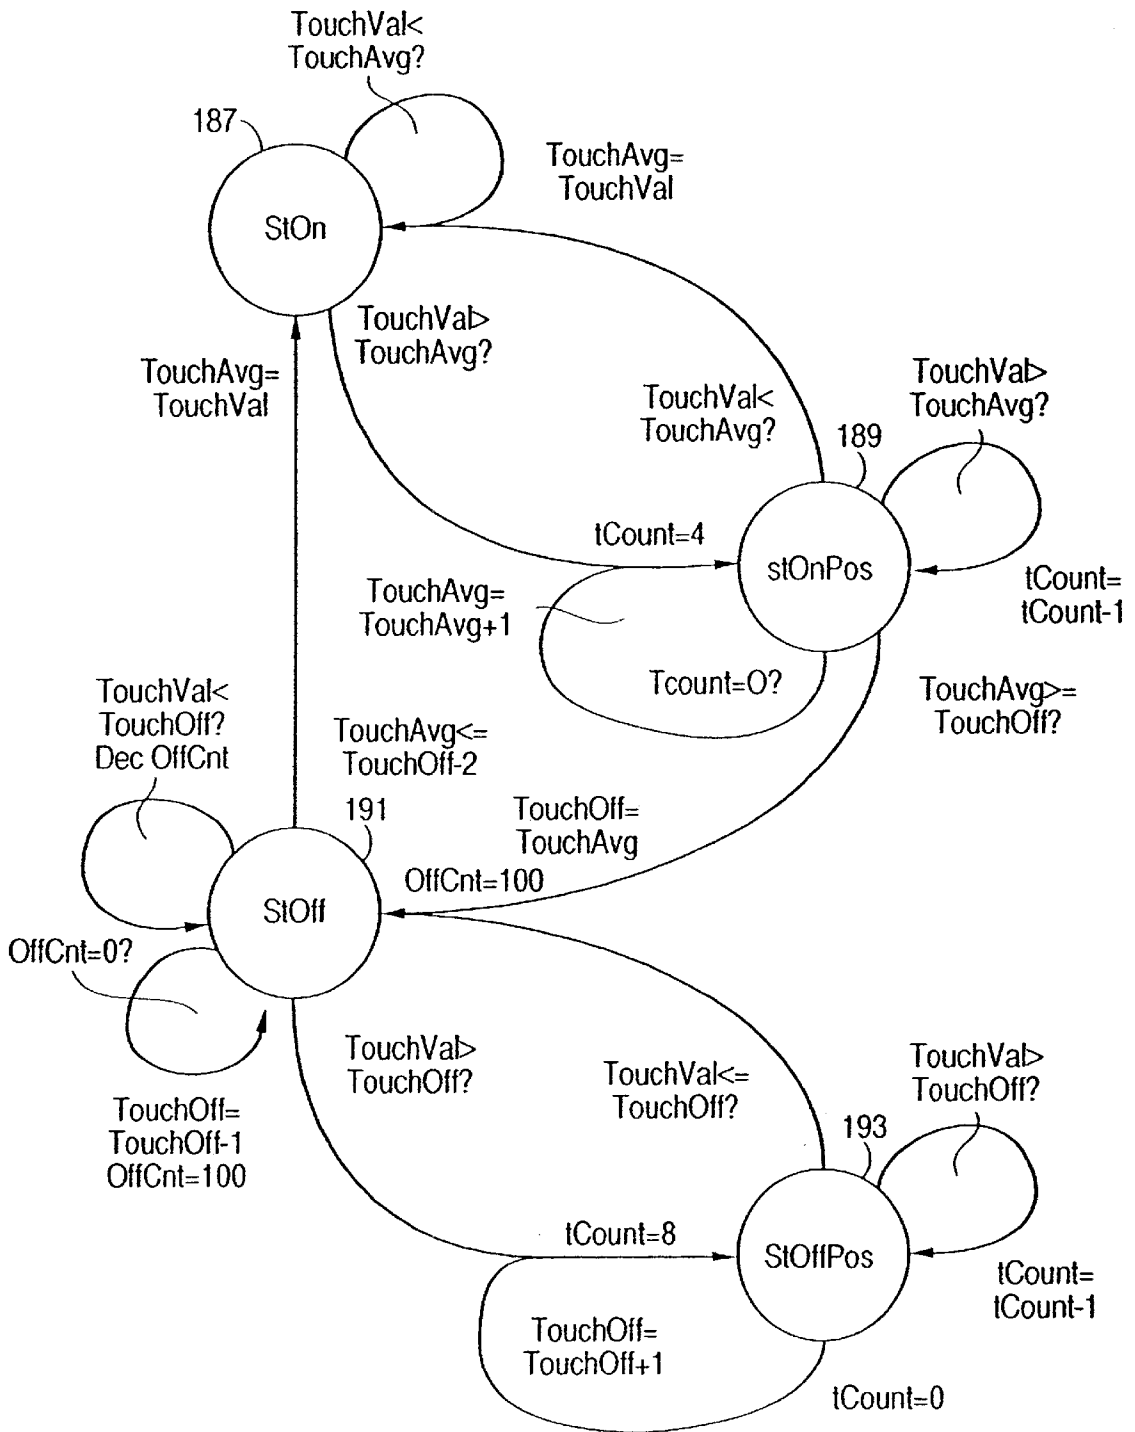 TouchVal<
TouchAvg?
187
StOn
TouchAvg=
TouchVal
TouchVal>
TouchAvg?
TouchAvg=
TouchVal
TouchVal<
TouchAvg?
189
TouchVal>
TouchAvg?
tCount=4
stOnPos
tCount=
tCount-1
TouchAvg=
TouchAvg+1
Tcount=O?
TouchAvg>=
TouchOff?
TouchVal<
TouchOff?
Dec OffCnt
TouchAvg<=
TouchOff-2
191
TouchOff=
TouchAvg
OffCnt=100
StOff
OffCnt=0?
TouchOff=
TouchOff-1
OffCnt=100
TouchVal>
TouchOff?
TouchVal<=
TouchOff?
193
TouchVal>
TouchOff?
tCount=8
StOffPos
tCount=
tCount-1
TouchOff=
TouchOff+1
tCount=0